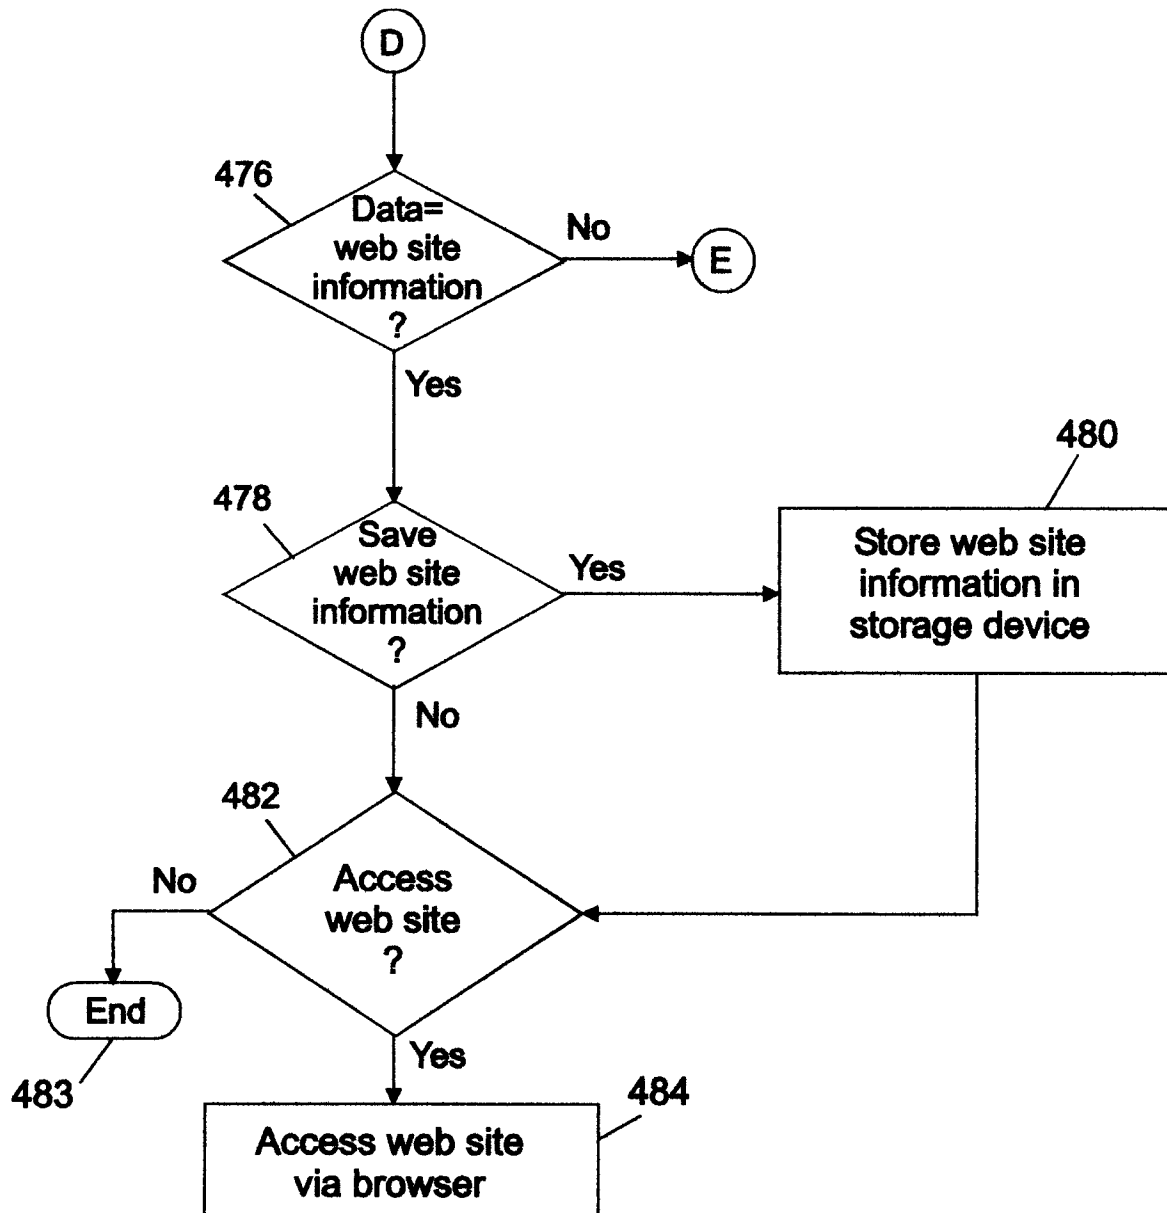 D
476
Data=
web site
information
?
No
E
Yes
478
Save
web site
information
?
Yes
480
Store web site
information in
storage device
No
482
Access
web site
?
No
End
483
Yes
484
Access web site
via browser